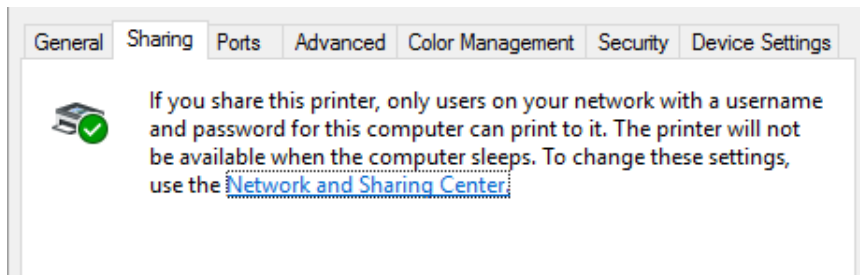 General Sharing Ports Advanced Color Management Security Device Settings
If you share this printer, only users on your network with a username
and password for this computer can print to it. The printer will not
be available when the computer sleeps. To change these settings,
use the Network and Sharing Center.